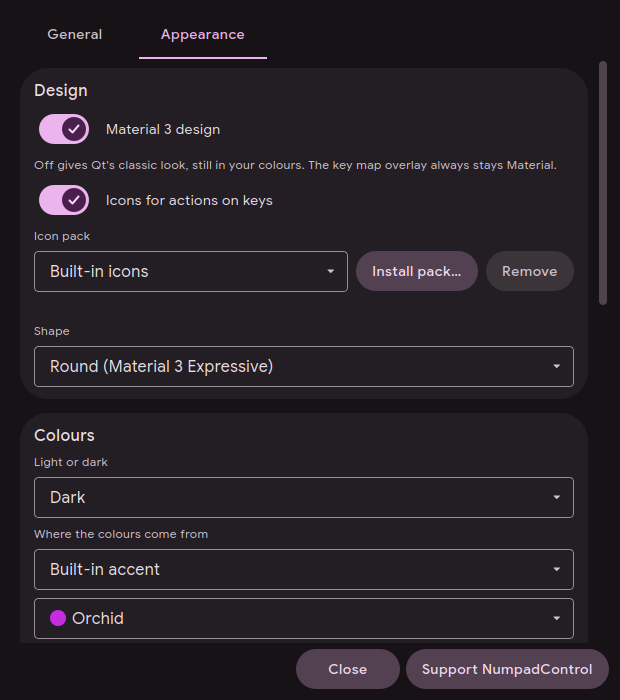 General
Appearance
Design
Material 3 design
Off gives Qt's classic look, still in your colours. The key map overlay always stays Material.
Icons for actions on keys
Icon pack
Built-in icons
Install pack...
Remove
Shape
Round (Material 3 Expressive)
Colours
Light or dark
Dark
Where the colours come from
Built-in accent
Orchid
Close
Support NumpadControl